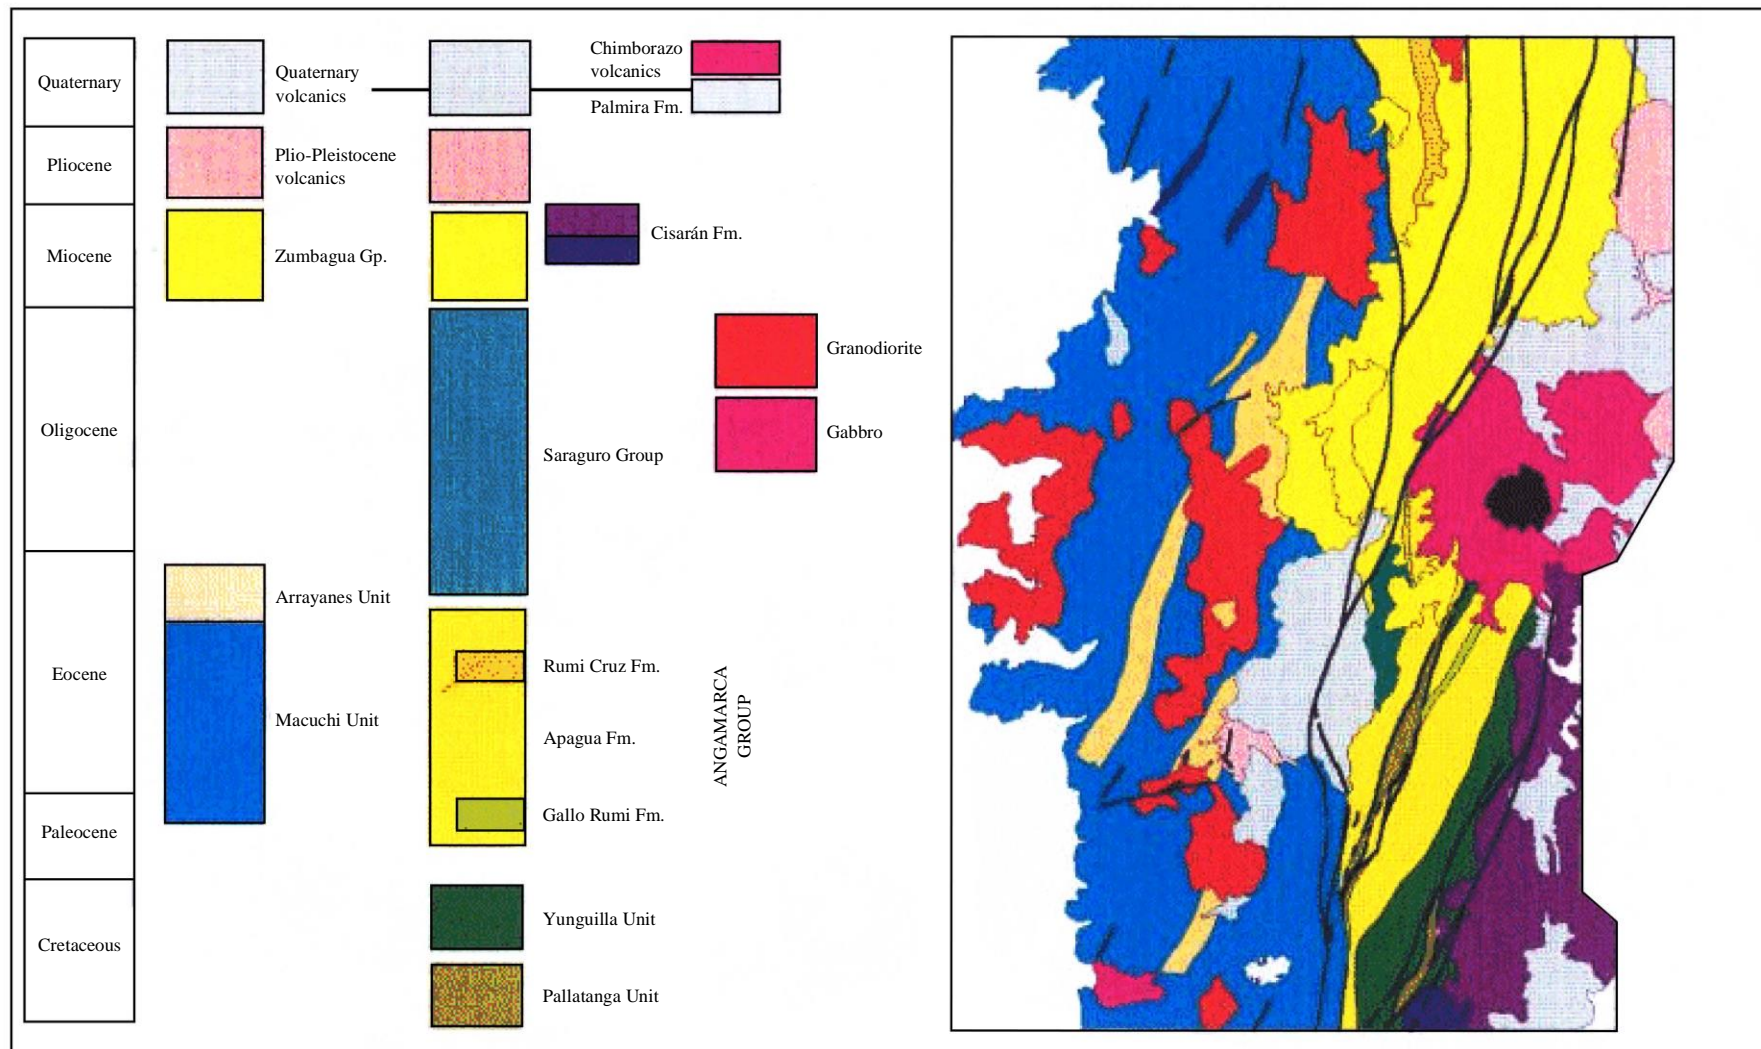 Quaternary
Pliocene
Miocene
Oligocene
Eocene
Paleocene
Cretaceous
Quaternary
volcanics
Plio-Pleistocene
volcanics
Zumbagua Gp.
Arrayanes Unit
Macuchi Unit
Chimborazo
volcanics
Palmira Fm.
Cisarán Fm.
Saraguro Group
Granodiorite
Gabbro
Rumi Cruz Fm.
Apagua Fm.
Gallo Rumi Fm.
ANGAMARCA
GROUP
Yunguilla Unit
Pallatanga Unit